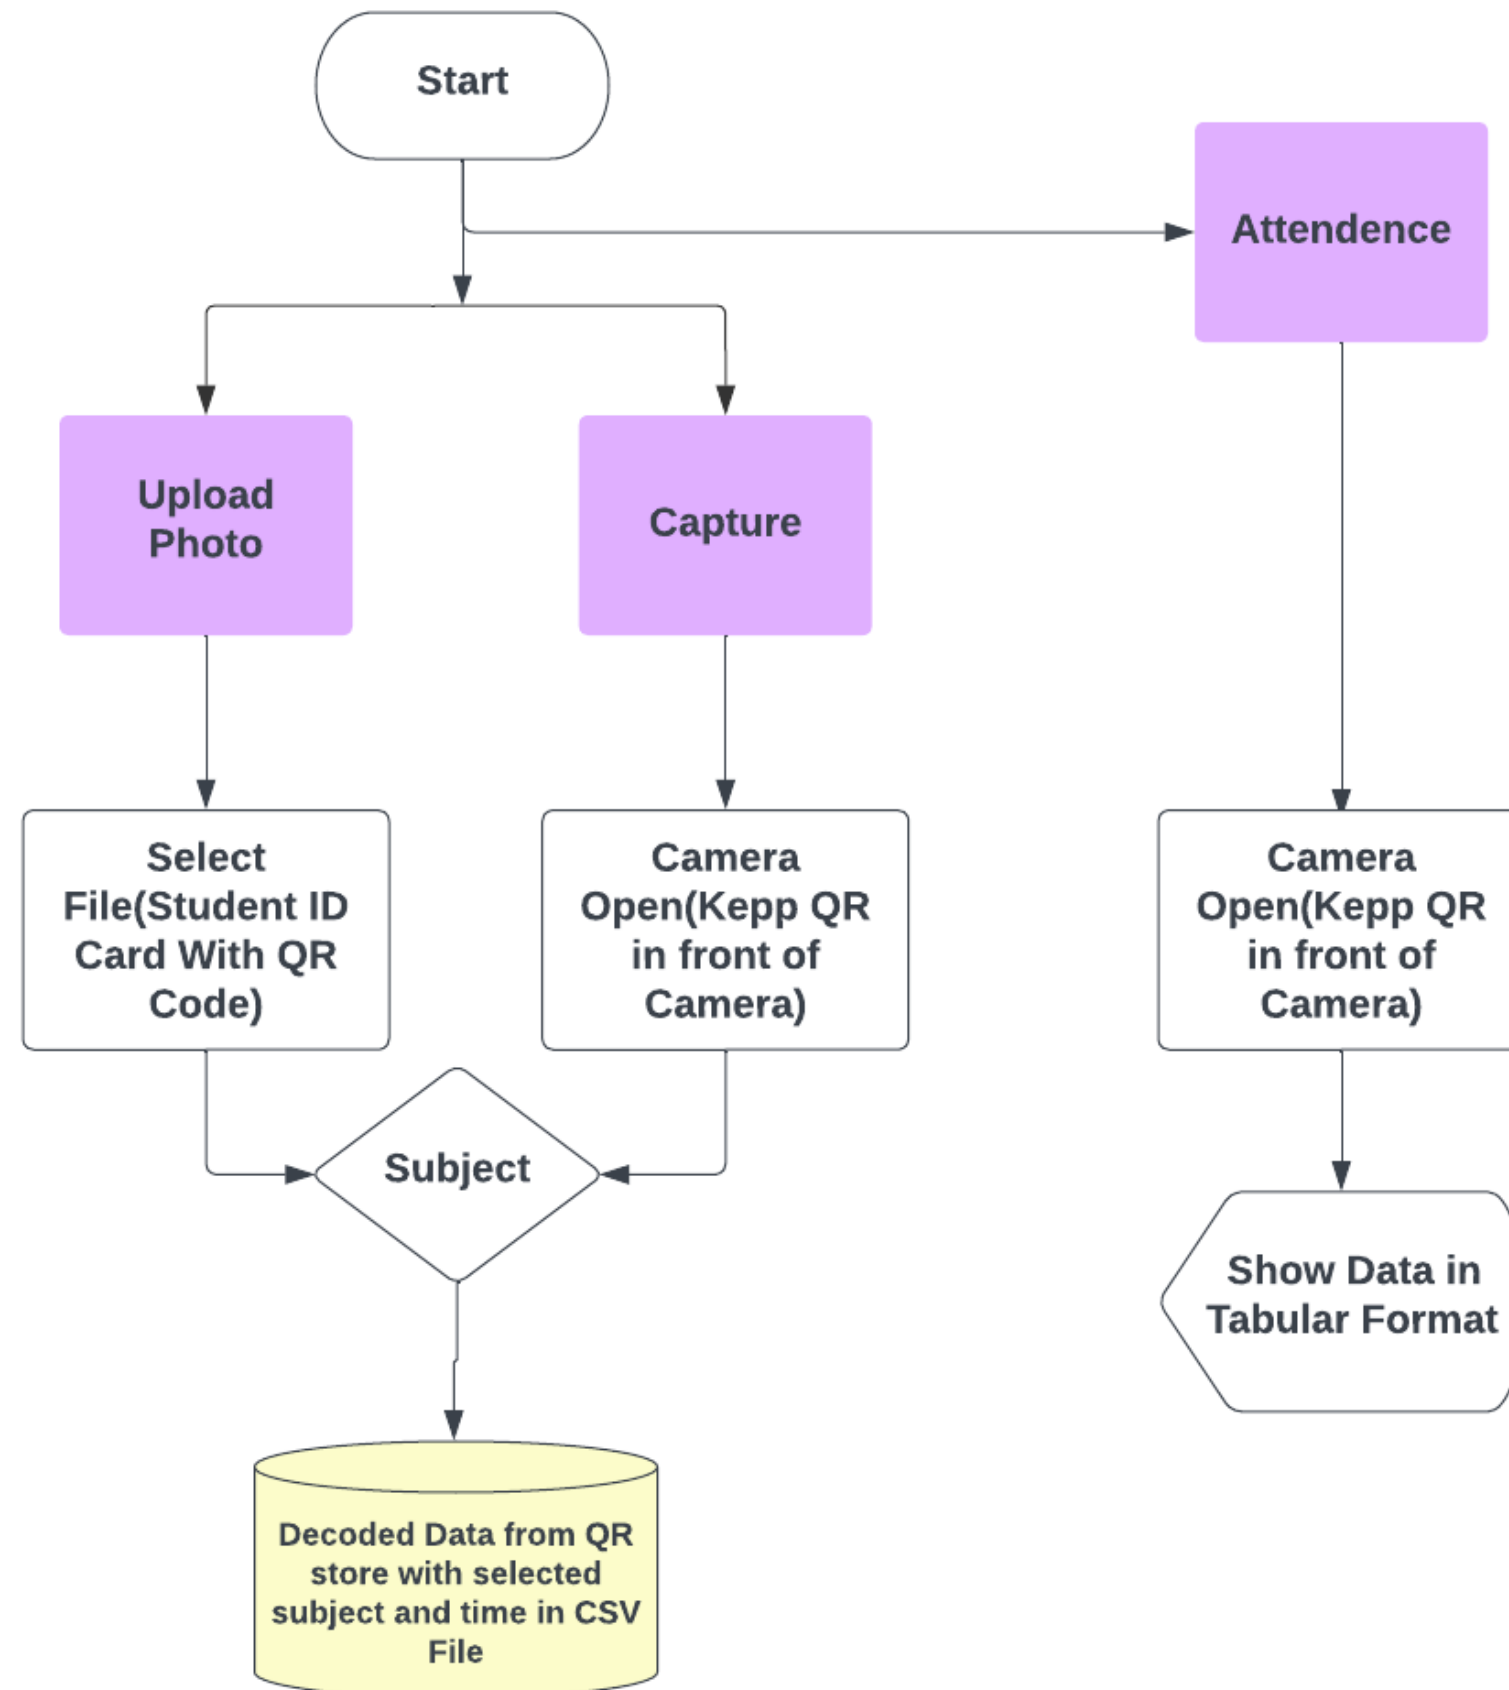 Start
Attendence
Upload
Photo
Capture
Select
File(Student ID
Card With QR
Code)
Camera
Open(Kepp QR
in front of
Camera)
Camera
Open(Kepp QR
in front of
Camera)
Subject
Show Data in
Tabular Format
Decoded Data from QR
store with selected
subject and time in CSV
File